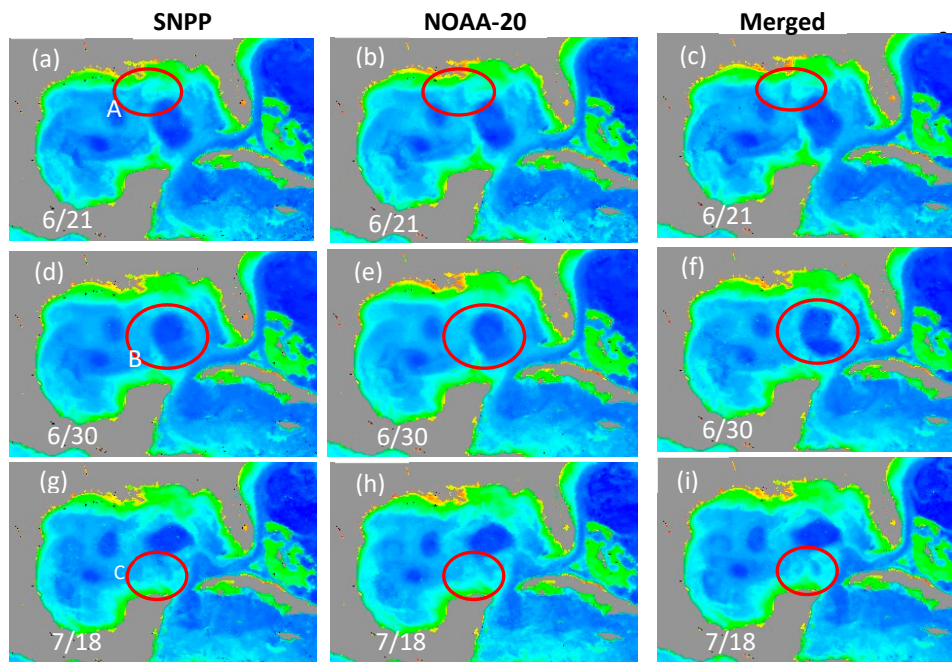 SNPP NOAA-20 Merged
(a) (b) (c)
A
6/21 6/21 6/21
(d) (e) (f)
B
6/30 6/30 6/30
(g) (h) (i)
C
7/18 7/18 7/18